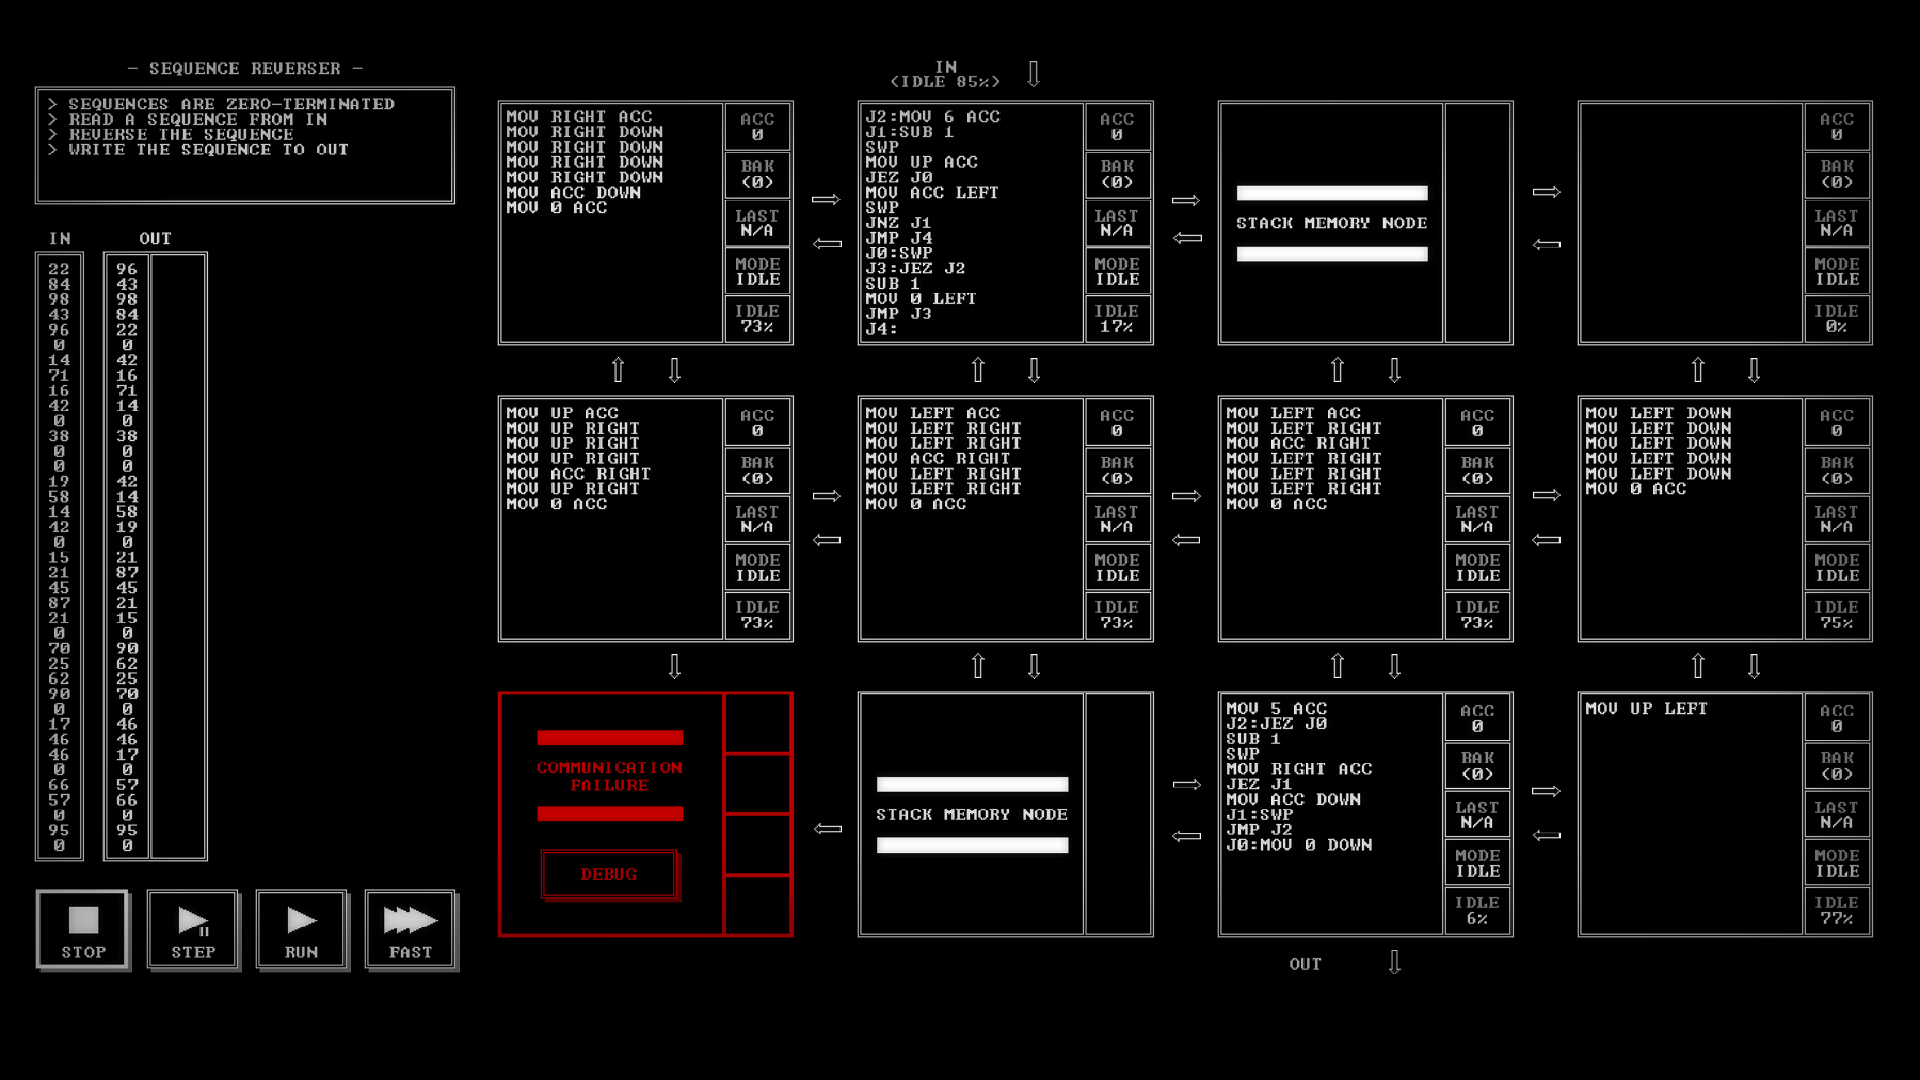 - SEQUENCE REVERSER -
> SEQUENCES ARE ZERO-TERMINATED
> READ A SEQUENCE FROM IN
> REVERSE THE SEQUENCE
> WRITE THE SEQUENCE TO OUT
IN OUT
22 96
84 43
98 98
43 84
96 22
0 0
14 42
71 16
16 71
42 14
0 0
38 38
0 0
0 0
19 42
58 14
14 58
42 19
0 0
15 21
21 87
45 45
87 21
21 15
0 0
70 90
25 62
62 25
90 70
0 0
17 46
46 46
46 17
0 0
66 57
57 66
0 0
95 95
0 0
STOP
STEP
RUN
FAST
IN
(IDLE 85%)
MOV RIGHT ACC
MOV RIGHT DOWN
MOV RIGHT DOWN
MOV RIGHT DOWN
MOV RIGHT DOWN
MOV ACC DOWN
MOV 0 ACC
ACC
0
BAK
(0)
LAST
N/A
MODE
IDLE
IDLE
73%
J2:MOV 6 ACC
J1:SUB 1
SWP
MOV UP ACC
JEZ J0
MOV ACC LEFT
SWP
JNZ J1
JMP J4
J0:SWP
J3:JEZ J2
SUB 1
MOV 0 LEFT
JMP J3
J4:
ACC
0
BAK
(0)
LAST
N/A
MODE
IDLE
IDLE
17%
STACK MEMORY NODE
ACC
0
BAK
(0)
LAST
N/A
MODE
IDLE
IDLE
0%
MOV UP ACC
MOV UP RIGHT
MOV UP RIGHT
MOV UP RIGHT
MOV ACC RIGHT
MOV UP RIGHT
MOV 0 ACC
ACC
0
BAK
(0)
LAST
N/A
MODE
IDLE
IDLE
73%
MOV LEFT ACC
MOV LEFT RIGHT
MOV LEFT RIGHT
MOV ACC RIGHT
MOV LEFT RIGHT
MOV LEFT RIGHT
MOV 0 ACC
ACC
0
BAK
(0)
LAST
N/A
MODE
IDLE
IDLE
73%
MOV LEFT ACC
MOV LEFT RIGHT
MOV ACC RIGHT
MOV LEFT RIGHT
MOV LEFT RIGHT
MOV LEFT RIGHT
MOV 0 ACC
ACC
0
BAK
(0)
LAST
N/A
MODE
IDLE
IDLE
73%
MOV LEFT DOWN
MOV LEFT DOWN
MOV LEFT DOWN
MOV LEFT DOWN
MOV LEFT DOWN
MOV 0 ACC
ACC
0
BAK
(0)
LAST
N/A
MODE
IDLE
IDLE
75%
COMMUNICATION
FAILURE
DEBUG
STACK MEMORY NODE
MOV 5 ACC
J2:JEZ J0
SUB 1
SWP
MOV RIGHT ACC
JEZ J1
MOV ACC DOWN
J1:SWP
JMP J2
J0:MOV 0 DOWN
ACC
0
BAK
(0)
LAST
N/A
MODE
IDLE
IDLE
6%
MOV UP LEFT
ACC
0
BAK
(0)
LAST
N/A
MODE
IDLE
IDLE
77%
OUT